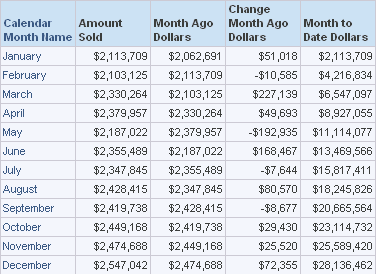 Calendar Month Name Amount Sold Month Ago Dollars Change Month Ago Dollars Month to Date Dollars
January $2,113,709 $2,062,691 $51,018 $2,113,709
February $2,103,125 $2,113,709 -$10,585 $4,216,834
March $2,330,264 $2,103,125 $227,139 $6,547,097
April $2,379,957 $2,330,264 $49,693 $8,927,055
May $2,187,022 $2,379,957 -$192,935 $11,114,077
June $2,355,489 $2,187,022 $168,467 $13,469,566
July $2,347,845 $2,355,489 -$7,644 $15,817,411
August $2,428,415 $2,347,845 $80,570 $18,245,826
September $2,419,738 $2,428,415 -$8,677 $20,665,564
October $2,449,168 $2,419,738 $29,430 $23,114,732
November $2,474,688 $2,449,168 $25,520 $25,589,420
December $2,547,042 $2,474,688 $72,355 $28,136,462